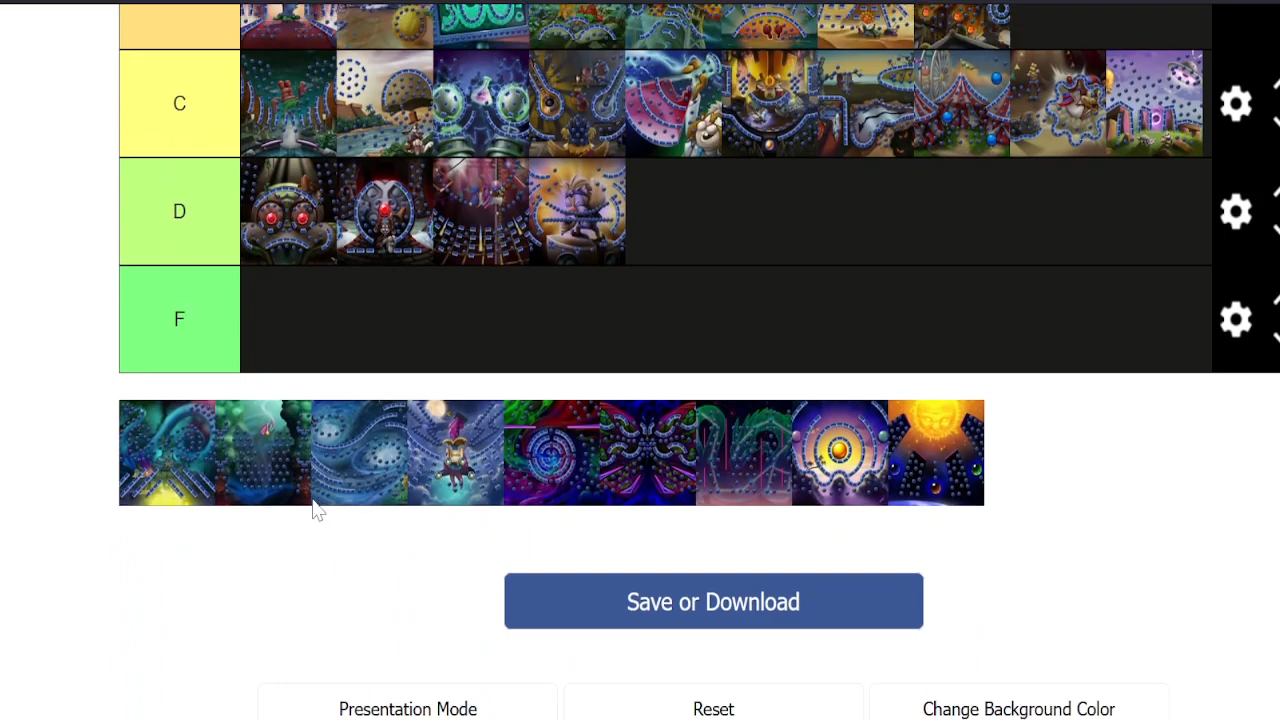 C
D
F
Save or Download
Presentation Mode
Reset
Change Background Color